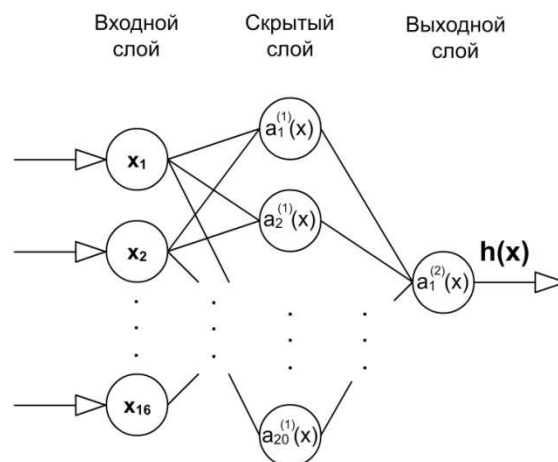 Входной слой
Скрытый слой
Выходной слой
x₁
a₁⁽¹⁾(x)
x₂
a₂⁽¹⁾(x)
h(x)
a₁⁽²⁾(x)
x₁₆
a₂₀⁽¹⁾(x)